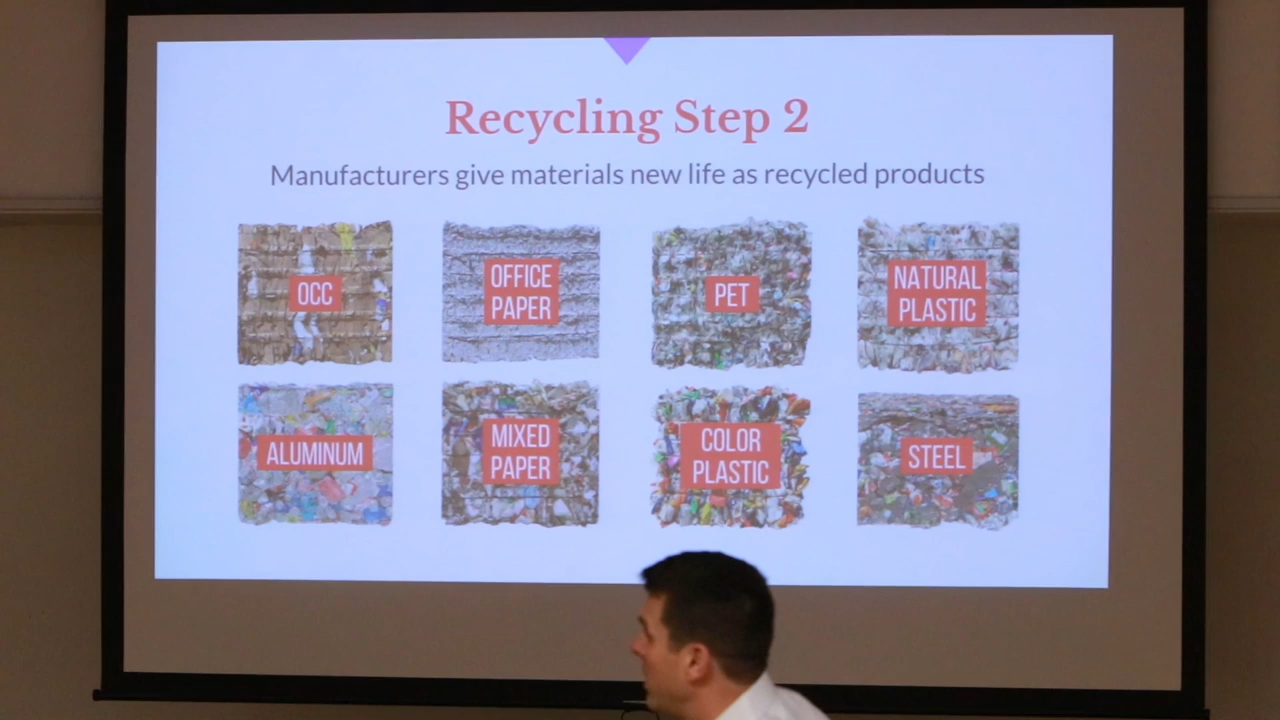 Recycling Step 2
Manufacturers give materials new life as recycled products
OCC
OFFICE
PAPER
PET
NATURAL
PLASTIC
ALUMINUM
MIXED
PAPER
COLOR
PLASTIC
STEEL